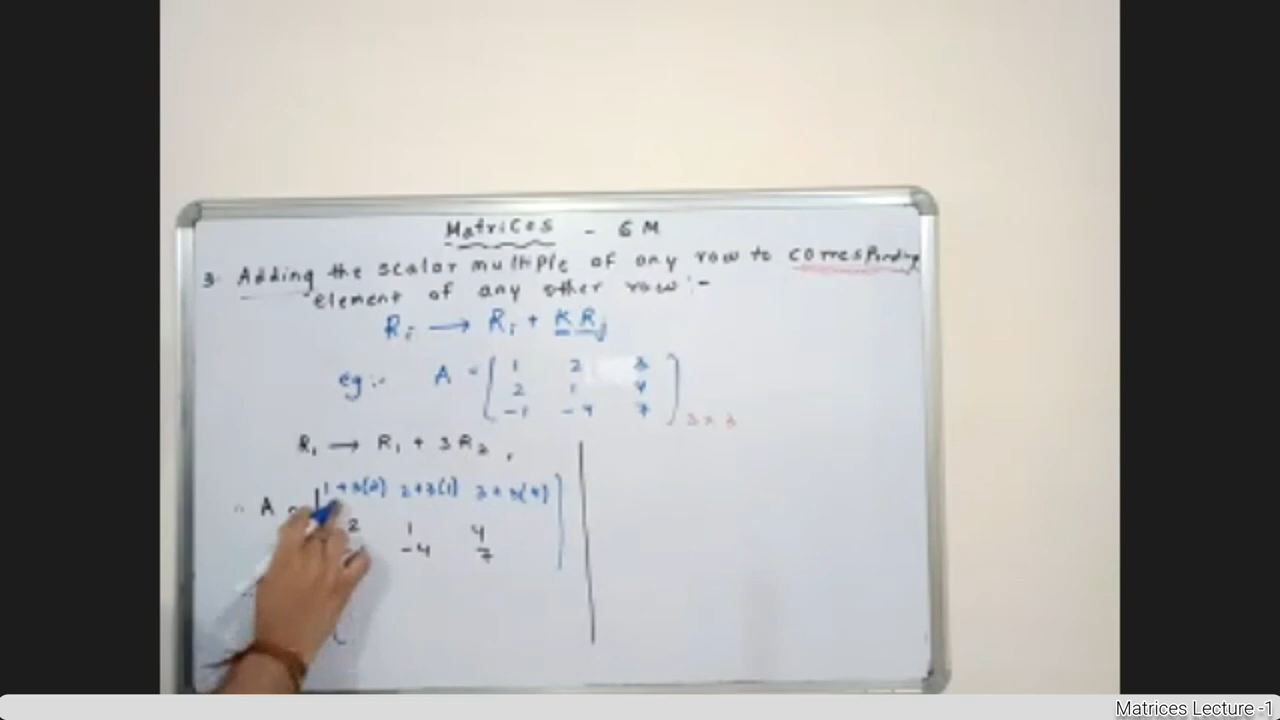 Matrices - 6 M
3. Adding the scalar multiple of any row to corresponding
element of any other row :-
Ri → Ri + K Rj
eg :- A = [ 1 2 3
2 1 4
-1 -4 7 ] 3×3
R1 → R1 + 3R2 ,
∴ A = [ 1+3(2) 2+3(1) 3+3(4) ]
2 1 4
-4 7
Matrices Lecture -1